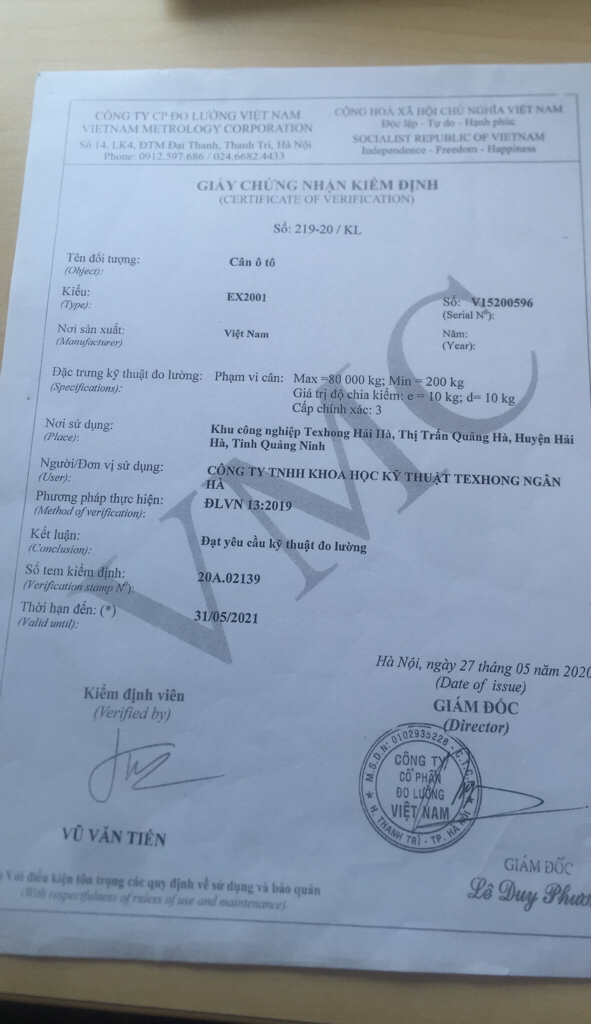 CÔNG TY CP ĐO LƯỜNG VIỆT NAM
VIETNAM METROLOGY CORPORATION
Số 14, LK4, ĐTM Đại Thanh, Thanh Trì, Hà Nội
Phone: 0912.597.686 / 024.6682.4433
CỘNG HOÀ XÃ HỘI CHỦ NGHĨA VIỆT NAM
Độc lập - Tự do - Hạnh phúc
SOCIALIST REPUBLIC OF VIETNAM
Independence - Freedom - Happiness
GIẤY CHỨNG NHẬN KIỂM ĐỊNH
(CERTIFICATE OF VERIFICATION)
Số: 219-20 / KL
Tên đối tượng: Cân ô tô
(Object):
Kiểu: EX2001 Số: V15200596
(Type): (Serial Nº):
Nơi sản xuất: Việt Nam Năm:
(Manufacturer) (Year):
Đặc trưng kỹ thuật đo lường: Phạm vi cân: Max =80 000 kg; Min = 200 kg
(Specifications): Giá trị độ chia kiểm: e = 10 kg; d= 10 kg
Cấp chính xác: 3
Nơi sử dụng: Khu công nghiệp Texhong Hải Hà, Thị Trấn Quảng Hà, Huyện Hải
(Place): Hà, Tỉnh Quảng Ninh
Người/Đơn vị sử dụng: CÔNG TY TNHH KHOA HỌC KỸ THUẬT TEXHONG NGÂN
(User): HÀ
Phương pháp thực hiện: ĐLVN 13:2019
(Method of verification):
Kết luận: Đạt yêu cầu kỹ thuật đo lường
(Conclusion):
Số tem kiểm định: 20A.02139
(Verification stamp Nº):
Thời hạn đến: (*) 31/05/2021
(Valid until):
VMC
Hà Nội, ngày 27 tháng 05 năm 2020
(Date of issue)
Kiểm định viên
(Verified by)
GIÁM ĐỐC
(Director)
M.S.D.N: 0102935228 - C.T.C.P
CÔNG TY
CỔ PHẦN
ĐO LƯỜNG
VIỆT NAM
H. THANH TRÌ - TP. HÀ NỘI
VŨ VĂN TIẾN
GIÁM ĐỐC
Lê Duy Phươn
Với điều kiện tôn trọng các quy định về sử dụng và bảo quản
(With respectfulness of ruless of use and maintenance)